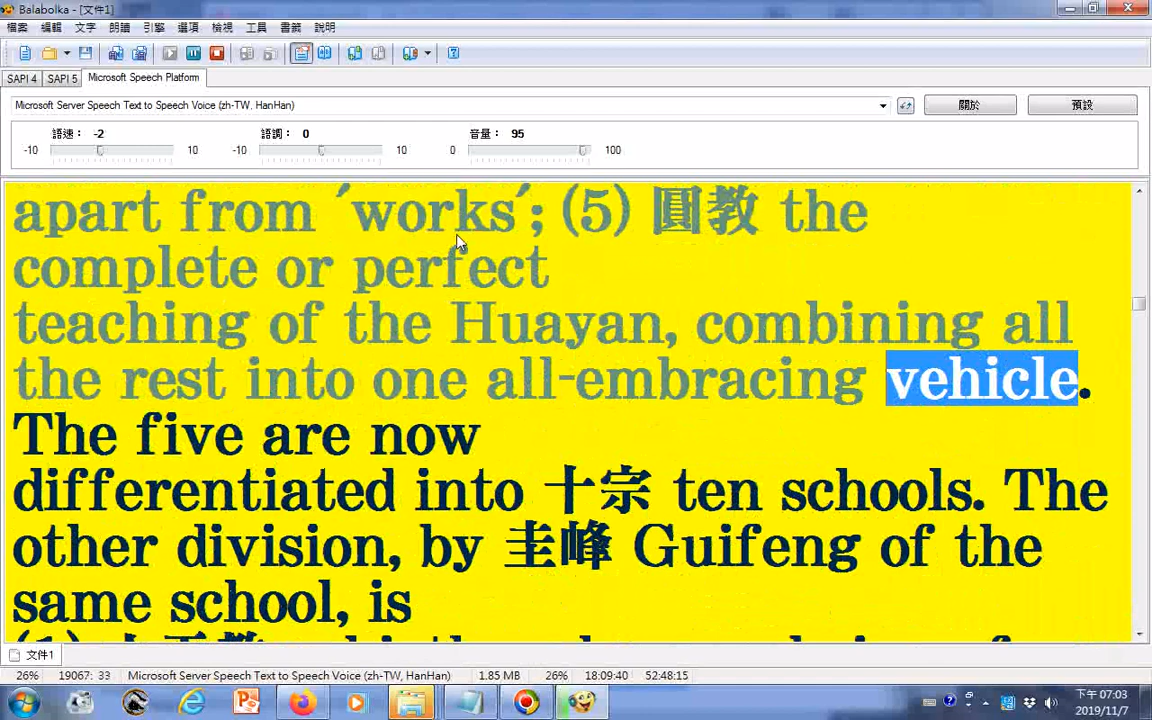 Balabolka - [文件1]
檔案 編輯 文字 朗讀 引擎 選項 檢視 工具 書籤 說明
SAPI 4 SAPI 5 Microsoft Speech Platform
Microsoft Server Speech Text to Speech Voice (zh-TW, HanHan) 關於 預設
語速： -2 語調： 0 音量： 95
-10 10 -10 10 0 100
apart from 'works'; (5) 圓教 the
complete or perfect
teaching of the Huayan, combining all
the rest into one all-embracing vehicle.
The five are now
differentiated into 十宗 ten schools. The
other division, by 圭峰 Guifeng of the
same school, is
文件1
26% 19067: 33 Microsoft Server Speech Text to Speech Voice (zh-TW, HanHan) 1.85 MB 26% 18:09:40 52:48:15
下午 07:03
2019/11/7